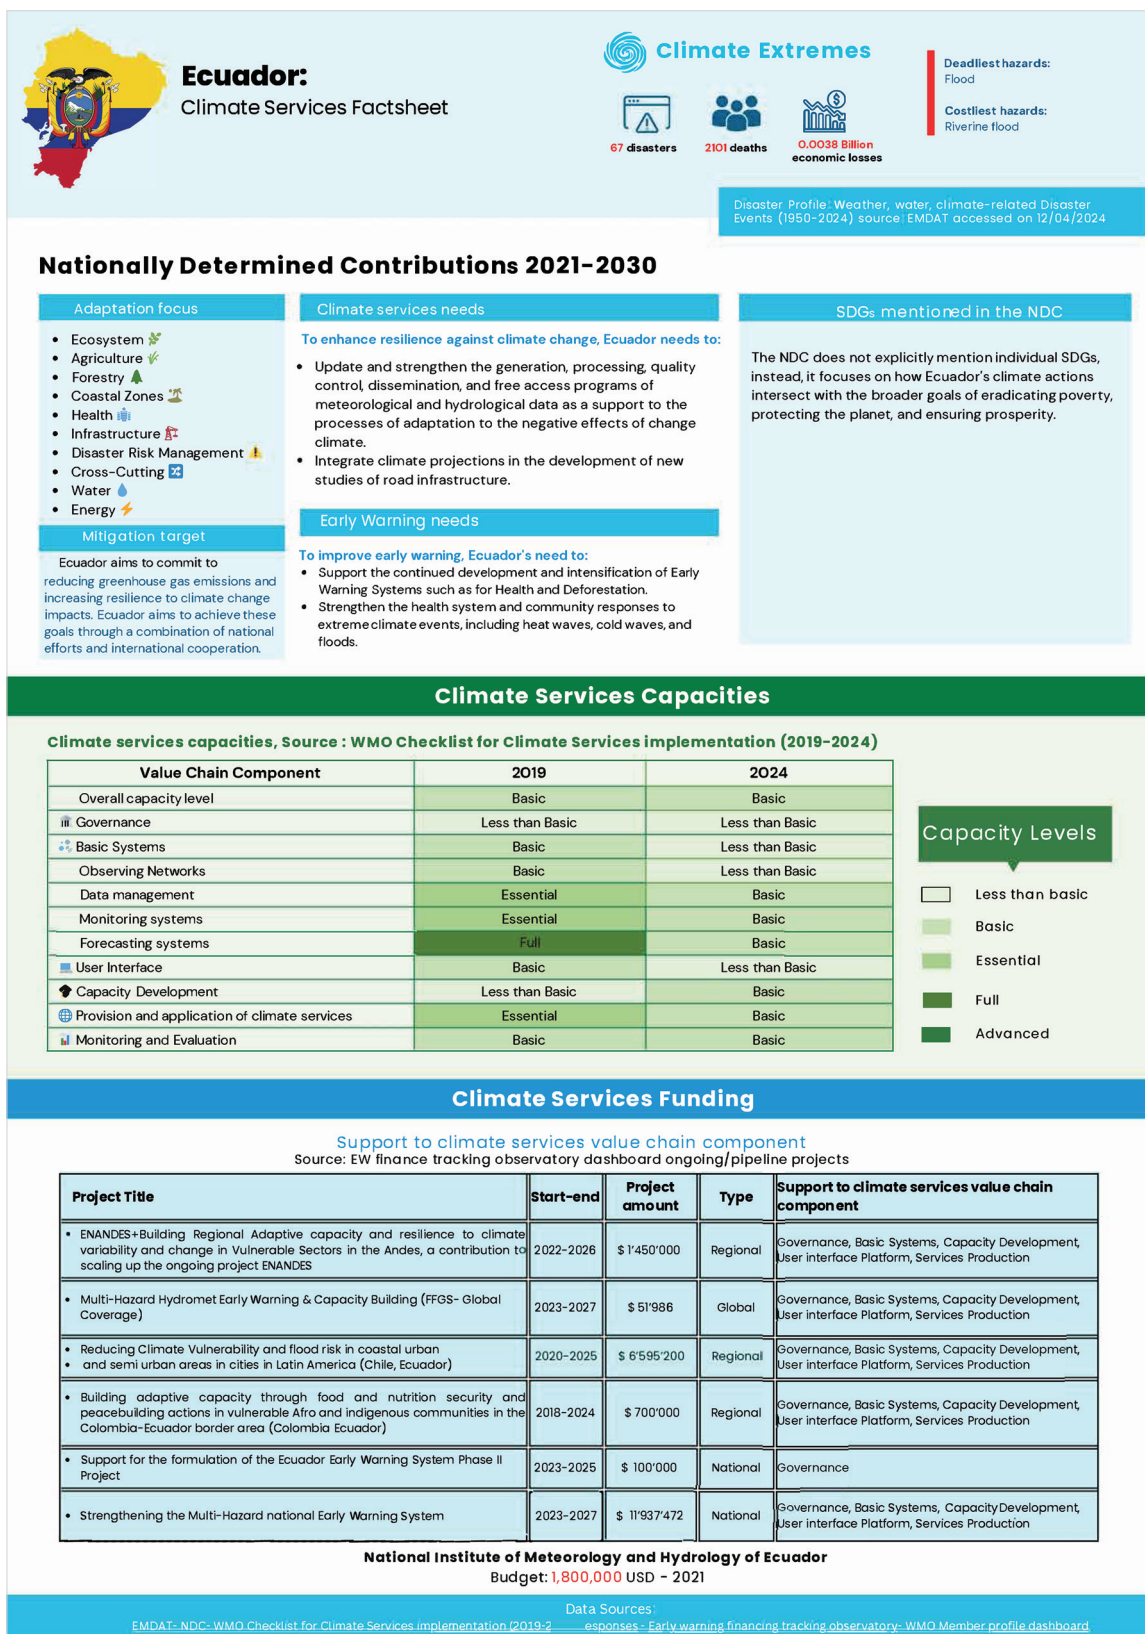 Ecuador:
Climate Services Factsheet
Climate Extremes
67 disasters
2101 deaths
0.0038 Billion
economic losses
Deadliest hazards:
Flood
Costliest hazards:
Riverine flood
Disaster Profile: Weather, water, climate-related Disaster
Events (1950-2024) source: EMDAT accessed on 12/04/2024
Nationally Determined Contributions 2021-2030
Adaptation focus
• Ecosystem
• Agriculture
• Forestry
• Coastal Zones
• Health
• Infrastructure
• Disaster Risk Management
• Cross-Cutting
• Water
• Energy
Mitigation target
Ecuador aims to commit to
reducing greenhouse gas emissions and
increasing resilience to climate change
impacts. Ecuador aims to achieve these
goals through a combination of national
efforts and international cooperation.
Climate services needs
To enhance resilience against climate change, Ecuador needs to:
• Update and strengthen the generation, processing, quality
control, dissemination, and free access programs of
meteorological and hydrological data as a support to the
processes of adaptation to the negative effects of change
climate.
• Integrate climate projections in the development of new
studies of road infrastructure.
Early Warning needs
To improve early warning, Ecuador's need to:
• Support the continued development and intensification of Early
Warning Systems such as for Health and Deforestation.
• Strengthen the health system and community responses to
extreme climate events, including heat waves, cold waves, and
floods.
SDGs mentioned in the NDC
The NDC does not explicitly mention individual SDGs,
instead, it focuses on how Ecuador's climate actions
intersect with the broader goals of eradicating poverty,
protecting the planet, and ensuring prosperity.
Climate Services Capacities
Climate services capacities, Source : WMO Checklist for Climate Services implementation (2019-2024)
Value Chain Component 2019 2024
Overall capacity level Basic Basic
Governance Less than Basic Less than Basic
Basic Systems Basic Less than Basic
Observing Networks Basic Less than Basic
Data management Essential Basic
Monitoring systems Essential Basic
Forecasting systems Full Basic
User Interface Basic Less than Basic
Capacity Development Less than Basic Basic
Provision and application of climate services Essential Basic
Monitoring and Evaluation Basic Basic
Capacity Levels
Less than basic
Basic
Essential
Full
Advanced
Climate Services Funding
Support to climate services value chain component
Source: EW finance tracking observatory dashboard ongoing/pipeline projects
Project Title Start-end Project amount Type Support to climate services value chain component
• ENANDES+Building Regional Adaptive capacity and resilience to climate
variability and change in Vulnerable Sectors in the Andes, a contribution to
scaling up the ongoing project ENANDES
2022-2026 $ 1'450'000 Regional
Governance, Basic Systems, Capacity Development,
User interface Platform, Services Production
• Multi-Hazard Hydromet Early Warning & Capacity Building (FFGS- Global
Coverage)
2023-2027 $ 51'986 Global
Governance, Basic Systems, Capacity Development,
User interface Platform, Services Production
• Reducing Climate Vulnerability and flood risk in coastal urban
• and semi urban areas in cities in Latin America (Chile, Ecuador)
2020-2025 $ 6'595'200 Regional
Governance, Basic Systems, Capacity Development,
User interface Platform, Services Production
• Building adaptive capacity through food and nutrition security and
peacebuilding actions in vulnerable Afro and indigenous communities in the
Colombia-Ecuador border area (Colombia Ecuador)
2018-2024 $ 700'000 Regional
Governance, Basic Systems, Capacity Development,
User interface Platform, Services Production
• Support for the formulation of the Ecuador Early Warning System Phase II
Project
2023-2025 $ 100'000 National
Governance
• Strengthening the Multi-Hazard national Early Warning System
2023-2027 $ 11'937'472 National
Governance, Basic Systems, Capacity Development,
User interface Platform, Services Production
National Institute of Meteorology and Hydrology of Ecuador
Budget: 1,800,000 USD - 2021
Data Sources:
EMDAT- NDC- WMO Checklist for Climate Services implementation (2019-2 esponses - Early warning financing tracking observatory- WMO Member profile dashboard